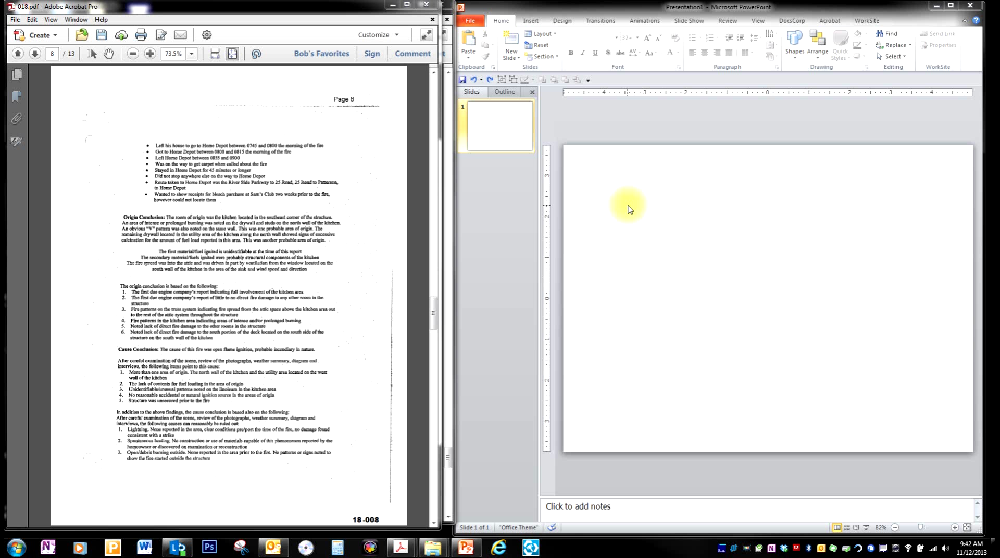 018.pdf - Adobe Acrobat Pro
File Edit View Window Help
Create
Customize
8 / 13
73.5%
Bob's Favorites Sign Comment
Page 8
• Left his house to go to Home Depot between 0745 and 0800 the morning of the fire
• Got to Home Depot between 0800 and 0815 the morning of the fire
• Left Home Depot between 0855 and 0900
• Was on the way to get carpet when called about the fire
• Stayed in Home Depot for 45 minutes or longer
• Did not stop anywhere else on the way to Home Depot
• Route taken to Home Depot was the River Side Parkway to 25 Road, 25 Road to Patterson,
to Home Depot
• Wanted to show receipts for bleach purchase at Sam's Club two weeks prior to the fire,
however could not locate them
Origin Conclusion: The room of origin was the kitchen located in the southeast corner of the structure.
An area of intense or prolonged burning was noted on the drywall and studs on the north wall of the kitchen.
An obvious "V" pattern was also noted on the same wall. This was one probable area of origin. The
remaining drywall located in the utility area of the kitchen along the north wall showed signs of excessive
calcination for the amount of fuel load reported in this area. This was another probable area of origin.
The first material/fuel ignited is unidentifiable at the time of this report
The secondary material/fuels ignited were probably structural components of the kitchen
The fire spread was into the attic and was driven in part by ventilation from the window located on the
south wall of the kitchen in the area of the sink and wind speed and direction
The origin conclusion is based on the following:
1. The first due engine company's report indicating full involvement of the kitchen area
2. The first due engine company's report of little to no direct fire damage to any other room in the
structure
3. Fire patterns on the truss system indicating fire spread from the attic space above the kitchen area out
to the rest of the attic system throughout the structure
4. Fire patterns in the kitchen area indicating areas of intense and/or prolonged burning
5. Noted lack of direct fire damage to the other rooms in the structure
6. Noted lack of direct fire damage to the south portion of the deck located on the south side of the
structure on the south wall of the kitchen
Cause Conclusion: The cause of this fire was open flame ignition, probable incendiary in nature.
After careful examination of the scene, review of the photographs, weather summary, diagram and
interviews, the following items point to this cause:
1. More than one area of origin. The north wall of the kitchen and the utility area located on the west
wall of the kitchen
2. The lack of contents for fuel loading in the area of origin
3. Unidentifiable/unusual patterns noted on the linoleum in the kitchen area
4. No reasonable accidental or natural ignition source in the areas of origin
5. Structure was unsecured prior to the fire
In addition to the above findings, the cause conclusion is based also on the following:
After careful examination of the scene, review of the photographs, weather summary, diagram and
interviews, the following causes can reasonably be ruled out:
1. Lightning. None reported in the area, clear conditions pre/post the time of the fire, no damage found
consistent with a strike
2. Spontaneous heating. No construction or use of materials capable of this phenomenon reported by the
homeowner or discovered on examination or reconstruction
3. Open/debris burning outside. None reported in the area prior to the fire. No patterns or signs noted to
show the fire started outside the structure
18-008
Presentation1 - Microsoft PowerPoint
File Home Insert Design Transitions Animations Slide Show Review View DocsCorp Acrobat WorkSite
Paste
Clipboard
New
Slide
Layout
Reset
Section
Slides
32
B I U S abc AV Aa A
Font
Paragraph
Shapes Arrange Quick
Styles
Drawing
Find
Replace
Select
Editing
Send Link
Properties
WorkSite
Slides Outline
1
4 3 2 1 0 1 2 3 4
3
2
1
0
1
2
3
Click to add notes
Slide 1 of 1 "Office Theme"
82%
9:42 AM
11/12/2013